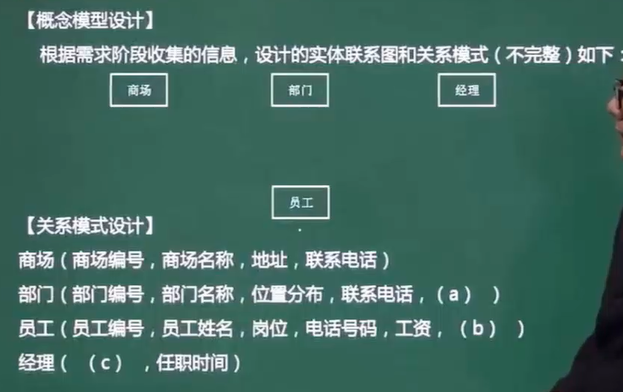 【概念模型设计】
根据需求阶段收集的信息，设计的实体联系图和关系模式（不完整）如下：
商场 部门 经理
员工
【关系模式设计】
商场（商场编号，商场名称，地址，联系电话）
部门（部门编号，部门名称，位置分布，联系电话，（a） ）
员工（员工编号，员工姓名，岗位，电话号码，工资，（b） ）
经理（ （c） ，任职时间）